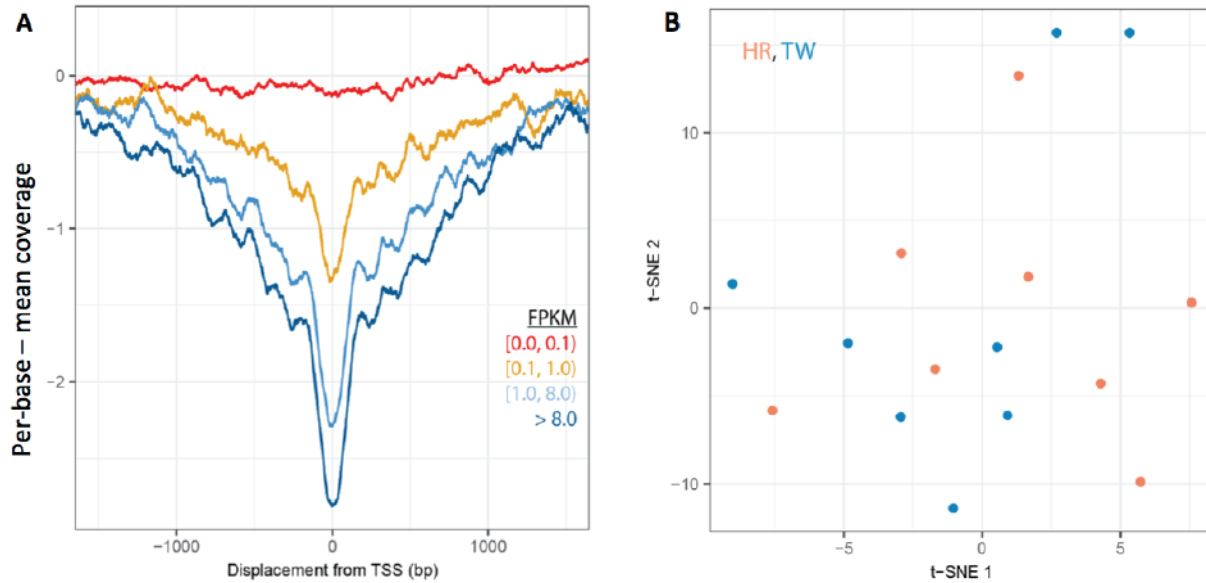 A
Per-base – mean coverage
0
−1
−2
FPKM
[0.0, 0.1)
[0.1, 1.0)
[1.0, 8.0)
> 8.0
−1000
0
1000
Displacement from TSS (bp)
B
HR, TW
t−SNE 2
10
0
−10
−5
0
5
t−SNE 1